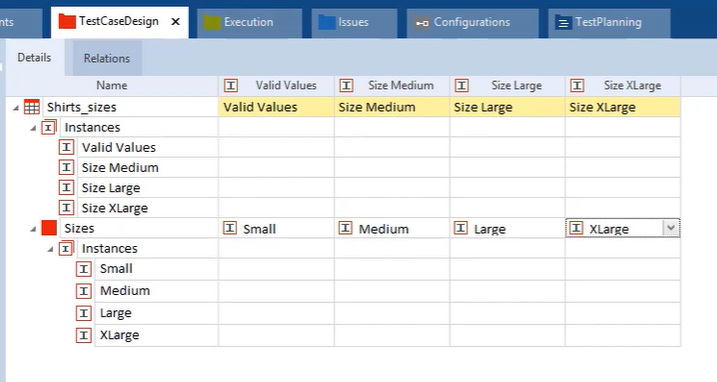 nts TestCaseDesign × Execution Issues Configurations TestPlanning
Details Relations
Name Valid Values Size Medium Size Large Size XLarge
Shirts_sizes Valid Values Size Medium Size Large Size XLarge
Instances
Valid Values
Size Medium
Size Large
Size XLarge
Sizes Small Medium Large XLarge
Instances
Small
Medium
Large
XLarge